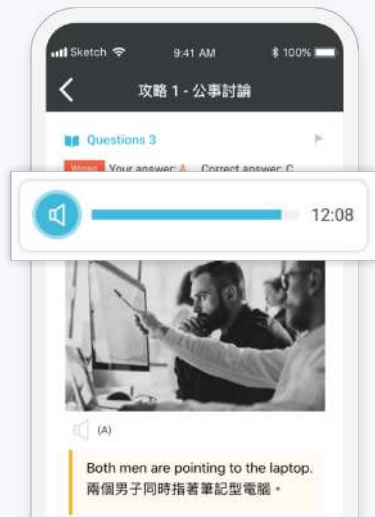 Sketch 9:41 AM 100%
攻略 1 - 公事討論
Questions 3
Wrong Your answer: A Correct answer: C
12:08
(A)
Both men are pointing to the laptop.
兩個男子同時指著筆記型電腦。